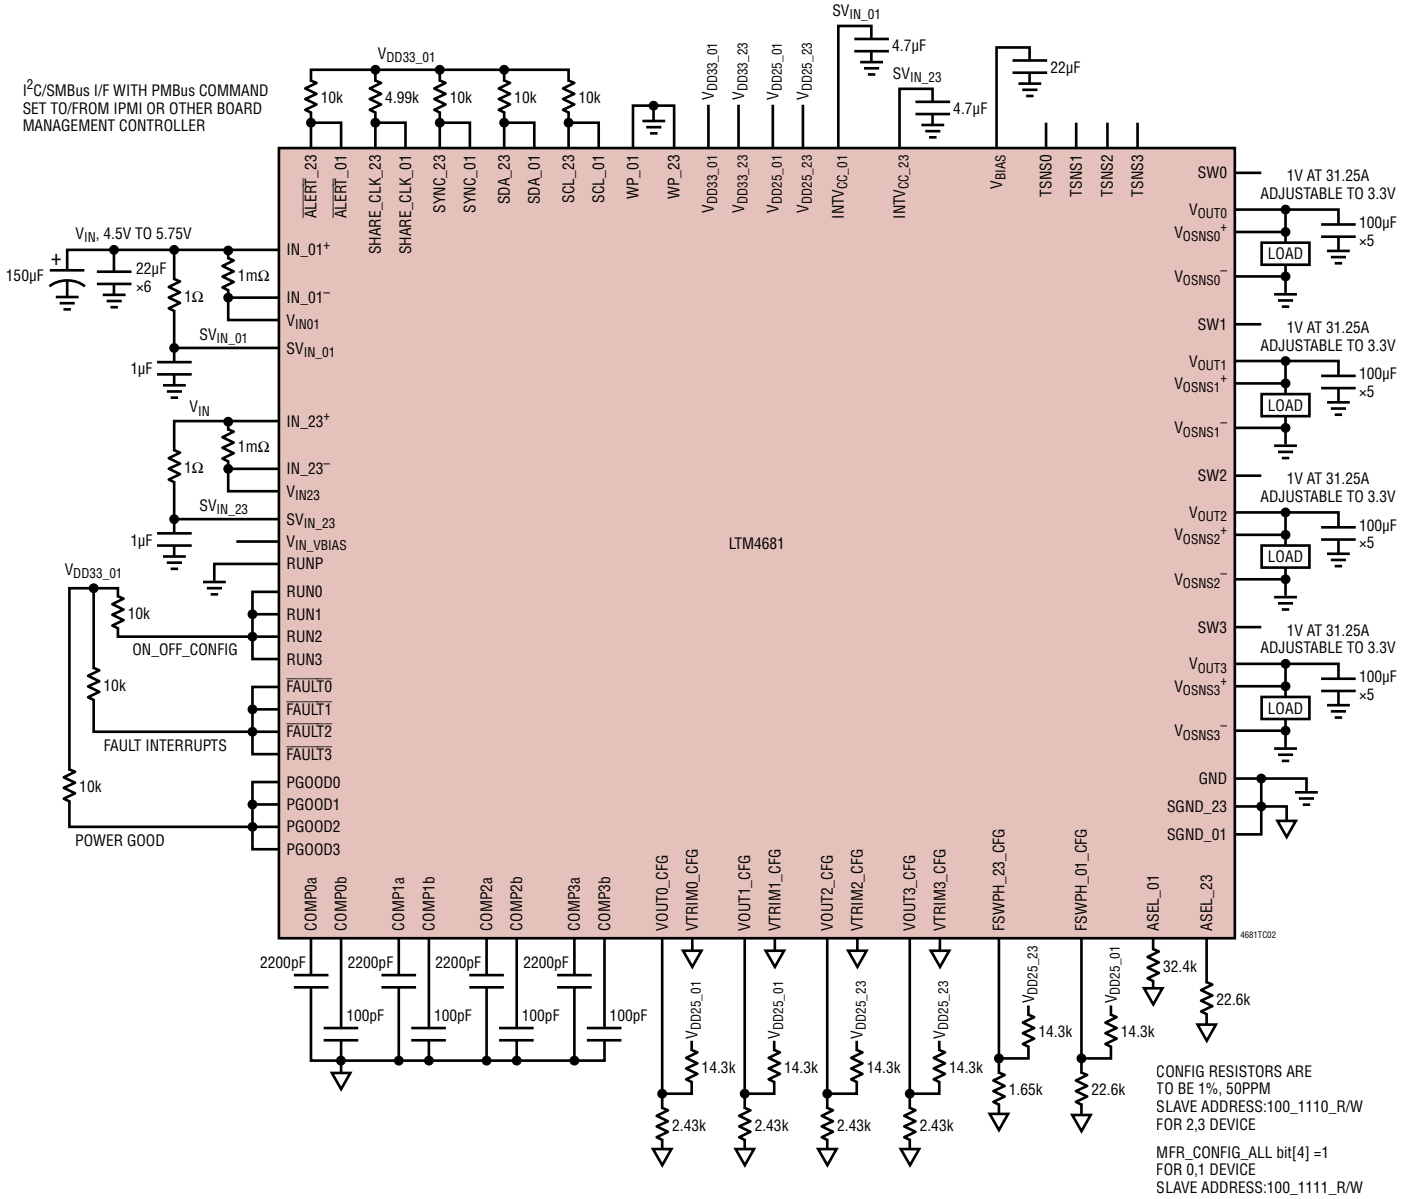 I2C/SMBus I/F WITH PMBus COMMAND
SET TO/FROM IPMI OR OTHER BOARD
MANAGEMENT CONTROLLER
VDD33_01
10k
4.99k
10k
10k
10k
VDD33_01
VDD33_23
VDD25_01
VDD25_23
SVIN_01
4.7µF
SVIN_23
4.7µF
22µF
ALERT_23
ALERT_01
SHARE_CLK_23
SHARE_CLK_01
SYNC_23
SYNC_01
SDA_23
SDA_01
SCL_23
SCL_01
WP_01
WP_23
VDD33_01
VDD33_23
VDD25_01
VDD25_23
INTVCC_01
INTVCC_23
VBIAS
TSNS0
TSNS1
TSNS2
TSNS3
VIN, 4.5V TO 5.75V
+
150µF
22µF
×6
1Ω
1mΩ
SVIN_01
1µF
VIN
1Ω
1mΩ
SVIN_23
1µF
VDD33_01
10k
ON_OFF_CONFIG
10k
FAULT INTERRUPTS
10k
POWER GOOD
IN_01+
IN_01–
VIN01
SVIN_01
IN_23+
IN_23–
VIN23
SVIN_23
VIN_VBIAS
RUNP
RUN0
RUN1
RUN2
RUN3
FAULT0
FAULT1
FAULT2
FAULT3
PGOOD0
PGOOD1
PGOOD2
PGOOD3
LTM4681
SW0
VOUT0
VOSNS0+
VOSNS0–
1V AT 31.25A
ADJUSTABLE TO 3.3V
LOAD
100µF
×5
SW1
VOUT1
VOSNS1+
VOSNS1–
1V AT 31.25A
ADJUSTABLE TO 3.3V
LOAD
100µF
×5
SW2
VOUT2
VOSNS2+
VOSNS2–
1V AT 31.25A
ADJUSTABLE TO 3.3V
LOAD
100µF
×5
SW3
VOUT3
VOSNS3+
VOSNS3–
1V AT 31.25A
ADJUSTABLE TO 3.3V
LOAD
100µF
×5
GND
SGND_23
SGND_01
COMP0a
COMP0b
COMP1a
COMP1b
COMP2a
COMP2b
COMP3a
COMP3b
VOUT0_CFG
VTRIM0_CFG
VOUT1_CFG
VTRIM1_CFG
VOUT2_CFG
VTRIM2_CFG
VOUT3_CFG
VTRIM3_CFG
FSWPH_23_CFG
FSWPH_01_CFG
ASEL_01
ASEL_23
4681TC02
2200pF
2200pF
2200pF
2200pF
100pF
100pF
100pF
100pF
VDD25_01
VDD25_01
VDD25_23
VDD25_23
VDD25_23
VDD25_01
14.3k
14.3k
14.3k
14.3k
14.3k
14.3k
2.43k
2.43k
2.43k
2.43k
1.65k
22.6k
32.4k
22.6k
CONFIG RESISTORS ARE
TO BE 1%, 50PPM
SLAVE ADDRESS:100_1110_R/W
FOR 2,3 DEVICE
MFR_CONFIG_ALL bit[4] =1
FOR 0,1 DEVICE
SLAVE ADDRESS:100_1111_R/W